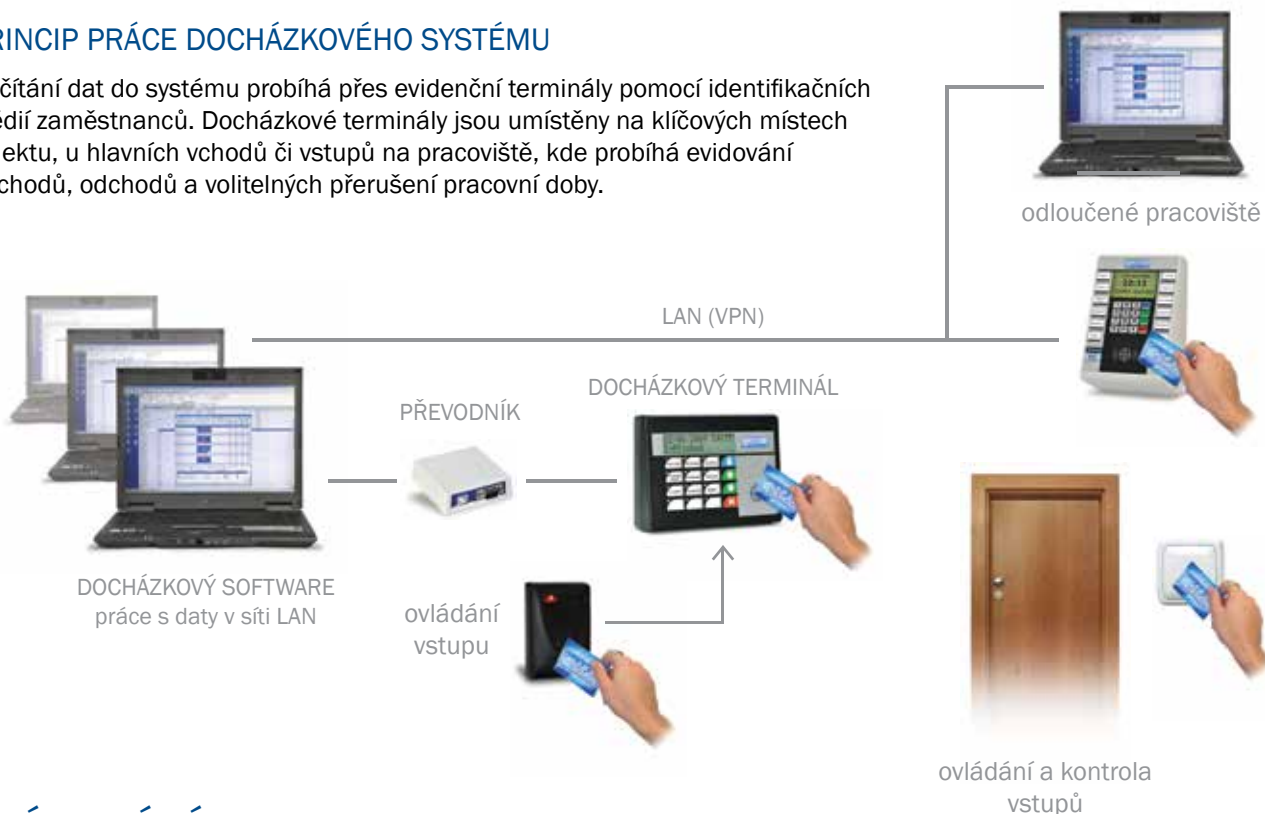 RINCIP PRÁCE DOCHÁZKOVÉHO SYSTÉMU
čítání dat do systému probíhá přes evidenční terminály pomocí identifikačních
édií zaměstnanců. Docházkové terminály jsou umístěny na klíčových místech
jektu, u hlavních vchodů či vstupů na pracoviště, kde probíhá evidování
chodů, odchodů a volitelných přerušení pracovní doby.
odloučené pracoviště
LAN (VPN)
DOCHÁZKOVÝ TERMINÁL
PŘEVODNÍK
DOCHÁZKOVÝ SOFTWARE
práce s daty v síti LAN
ovládání
vstupu
ovládání a kontrola
vstupů